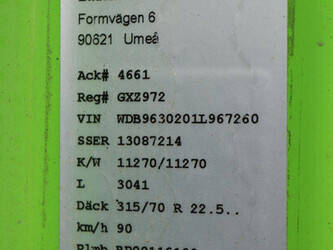 Formvägen 6
90621 Umeå
Ack# 4661
Reg# GXZ972
VIN WDB9630201L967260
SSER 13087214
K/W 11270/11270
L 3041
Däck 315/70 R 22.5..
km/h 90